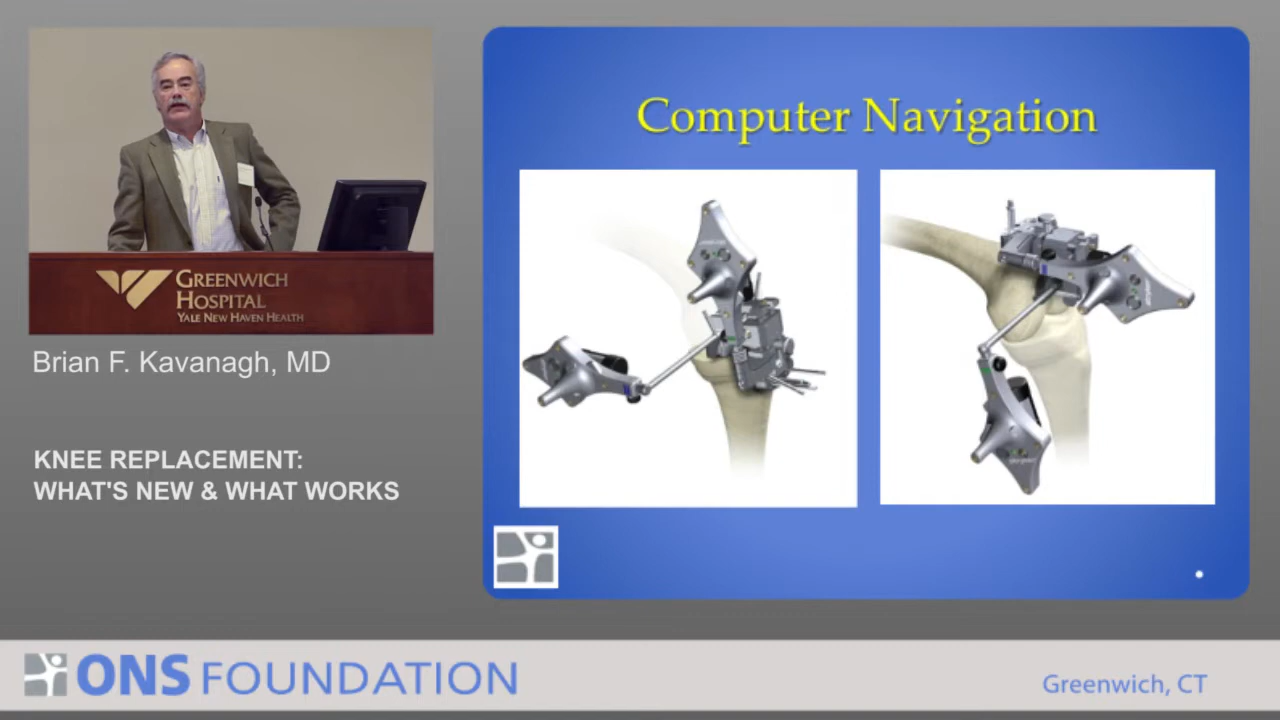 GREENWICH
HOSPITAL
YALE NEW HAVEN HEALTH
Brian F. Kavanagh, MD
KNEE REPLACEMENT:
WHAT'S NEW & WHAT WORKS
Computer Navigation
ONS FOUNDATION
Greenwich, CT